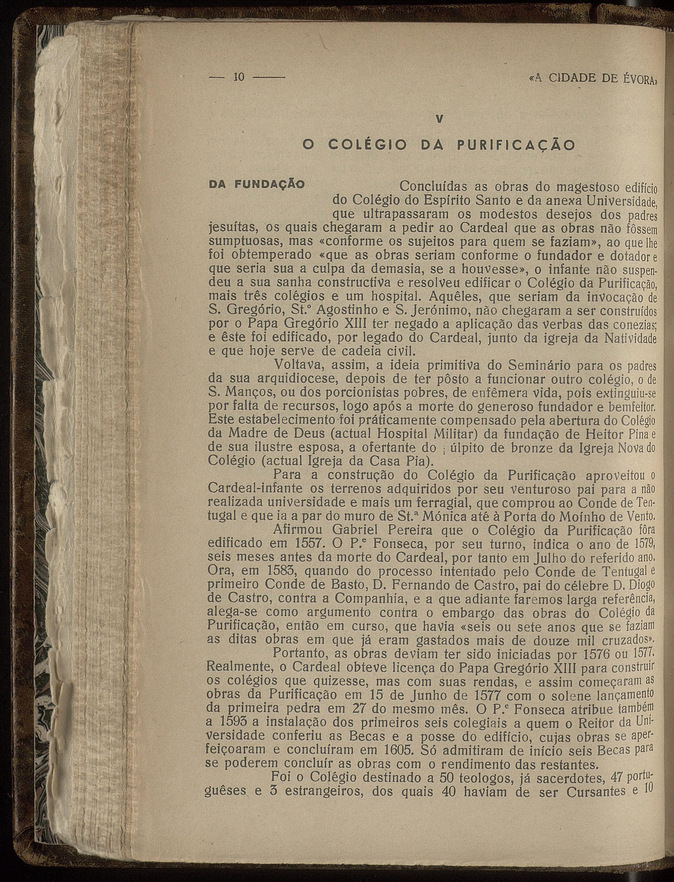 — 10 —— «A CIDADE DE ÉVORA»
V
O COLÉGIO DA PURIFICAÇÃO
DA FUNDAÇÃO Concluídas as obras do magestoso edifício
do Colégio do Espírito Santo e da anexa Universidade,
que ultrapassaram os modestos desejos dos padres
jesuítas, os quais chegaram a pedir ao Cardeal que as obras não fôssem
sumptuosas, mas «conforme os sujeitos para quem se faziam», ao que lhe
foi obtemperado «que as obras seriam conforme o fundador e dotador e
que seria sua a culpa da demasia, se a houvesse», o infante não suspen-
deu a sua sanha constructiva e resolveu edificar o Colégio da Purificação,
mais três colégios e um hospital. Aquêles, que seriam da invocação de
S. Gregório, St.º Agostinho e S. Jerónimo, não chegaram a ser construídos
por o Papa Gregório XIII ter negado a aplicação das verbas das conezias;
e êste foi edificado, por legado do Cardeal, junto da igreja da Natividade
e que hoje serve de cadeia civil.
Voltava, assim, a ideia primitiva do Seminário para os padres
da sua arquidiocese, depois de ter pôsto a funcionar outro colégio, o de
S. Manços, ou dos porcionistas pobres, de enfêmera vida, pois extinguiu-se
por falta de recursos, logo após a morte do generoso fundador e bemfeitor.
Este estabelecimento foi práticamente compensado pela abertura do Colégio
da Madre de Deus (actual Hospital Militar) da fundação de Heitor Pina e
de sua ilustre esposa, a ofertante do úlpito de bronze da Igreja Nova do
Colégio (actual Igreja da Casa Pia).
Para a construção do Colégio da Purificação aproveitou o
Cardeal-infante os terrenos adquiridos por seu venturoso pai para a não
realizada universidade e mais um ferragial, que comprou ao Conde de Ten-
tugal e que ia a par do muro de St.ª Mónica até à Porta do Moínho de Vento.
Afirmou Gabriel Pereira que o Colégio da Purificação fôra
edificado em 1557. O P.e Fonseca, por seu turno, indica o ano de 1579,
seis meses antes da morte do Cardeal, por tanto em Julho do referido ano.
Ora, em 1583, quando do processo intentado pelo Conde de Tentugal e
primeiro Conde de Basto, D. Fernando de Castro, pai do célebre D. Diogo
de Castro, contra a Companhia, e a que adiante faremos larga referência,
alega-se como argumento contra o embargo das obras do Colégio da
Purificação, então em curso, que havia «seis ou sete anos que se faziam
as ditas obras em que já eram gastados mais de douze mil cruzados».
Portanto, as obras deviam ter sido iniciadas por 1576 ou 1577.
Realmente, o Cardeal obteve licença do Papa Gregório XIII para construir
os colégios que quizesse, mas com suas rendas, e assim começaram as
obras da Purificação em 15 de Junho de 1577 com o solene lançamento
da primeira pedra em 27 do mesmo mês. O P.e Fonseca atribue também
a 1593 a instalação dos primeiros seis colegiais a quem o Reitor da Uni-
versidade conferiu as Becas e a posse do edifício, cujas obras se aper-
feiçoaram e concluíram em 1605. Só admitiram de início seis Becas para
se poderem concluír as obras com o rendimento das restantes.
Foi o Colégio destinado a 50 teologos, já sacerdotes, 47 portu-
guêses e 3 estrangeiros, dos quais 40 haviam de ser Cursantes e 10